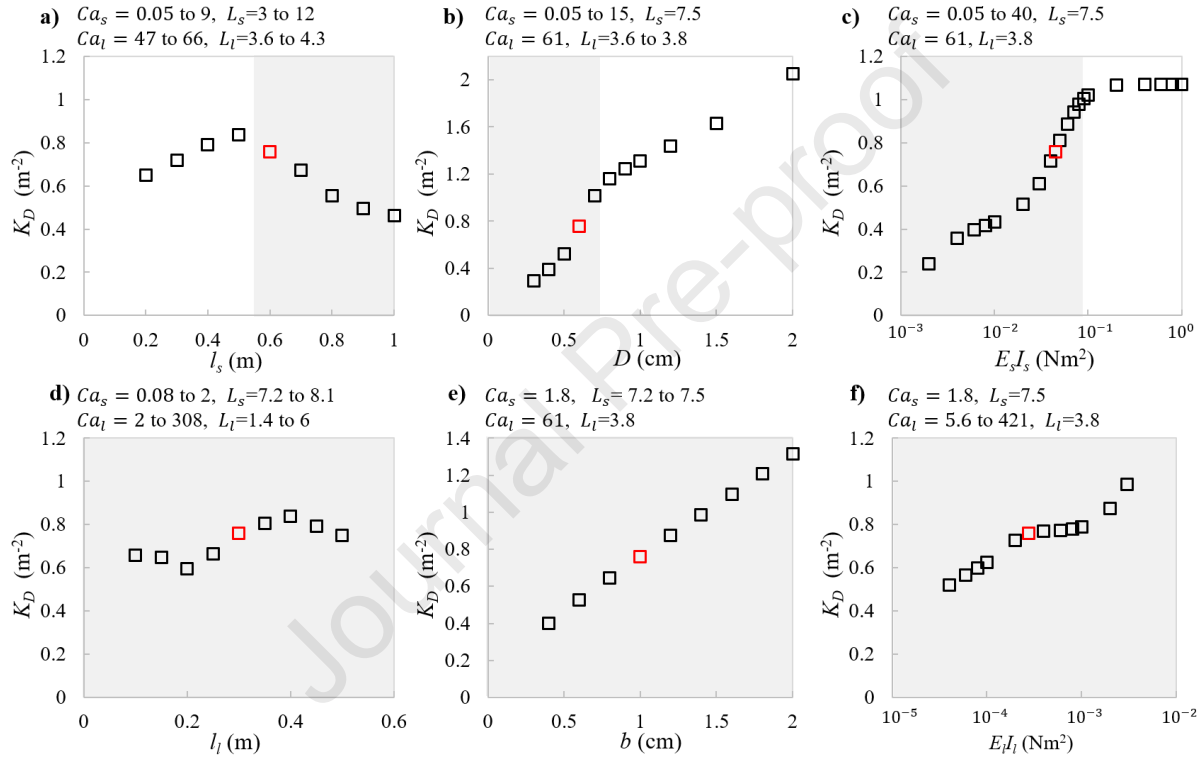 a) Ca_s = 0.05 to 9, L_s=3 to 12
Ca_l = 47 to 66, L_l=3.6 to 4.3
1.2
1
0.8
0.6
0.4
0.2
0
K_D (m^-2)
0 0.2 0.4 0.6 0.8 1
l_s (m)
b) Ca_s = 0.05 to 15, L_s=7.5
Ca_l = 61, L_l=3.6 to 3.8
2
1.6
1.2
0.8
0.4
0
K_D (m^-2)
0 0.5 1 1.5 2
D (cm)
c) Ca_s = 0.05 to 40, L_s=7.5
Ca_l = 61, L_l=3.8
1.2
1
0.8
0.6
0.4
0.2
0
K_D (m^-2)
10^−3 10^−2 10^−1 10^0
E_sI_s (Nm^2)
d) Ca_s = 0.08 to 2, L_s=7.2 to 8.1
Ca_l = 2 to 308, L_l=1.4 to 6
1.2
1
0.8
0.6
0.4
0.2
0
K_D (m^-2)
0 0.2 0.4 0.6
l_l (m)
e) Ca_s = 1.8, L_s= 7.2 to 7.5
Ca_l = 61, L_l=3.8
1.4
1.2
1
0.8
0.6
0.4
0.2
0
K_D (m^-2)
0 0.5 1 1.5 2
b (cm)
f) Ca_s = 1.8, L_s=7.5
Ca_l = 5.6 to 421, L_l=3.8
1.2
1
0.8
0.6
0.4
0.2
0
K_D (m^-2)
10^−5 10^−4 10^−3 10^−2
E_lI_l (Nm^2)
Journal Pre-proof